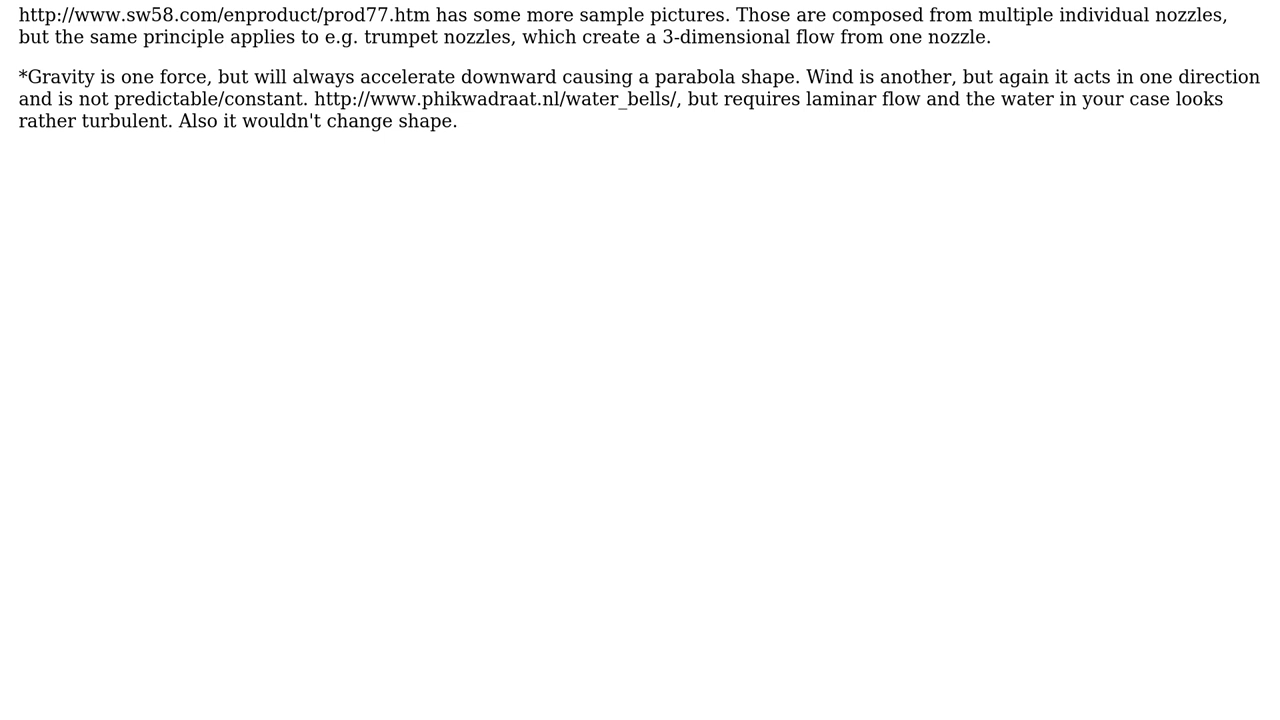 http://www.sw58.com/enproduct/prod77.htm has some more sample pictures. Those are composed from multiple individual nozzles,
but the same principle applies to e.g. trumpet nozzles, which create a 3-dimensional flow from one nozzle.
*Gravity is one force, but will always accelerate downward causing a parabola shape. Wind is another, but again it acts in one direction
and is not predictable/constant. http://www.phikwadraat.nl/water_bells/, but requires laminar flow and the water in your case looks
rather turbulent. Also it wouldn't change shape.